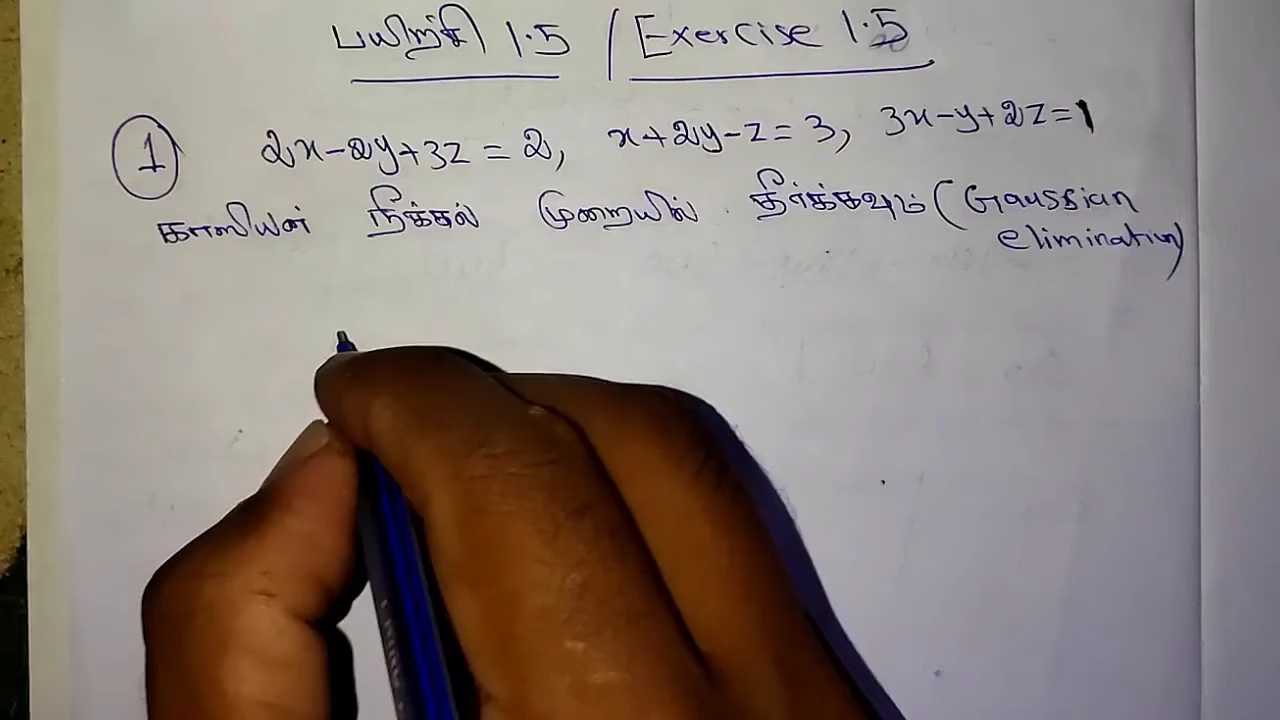 பயிற்சி 1.5 / Exercise 1.5
1 2x-2y+3z = 2, x+2y-z = 3, 3x-y+2z=1
காஸியன் நீக்கல் முறையில் தீர்க்கவும் (Gaussian
elimination)